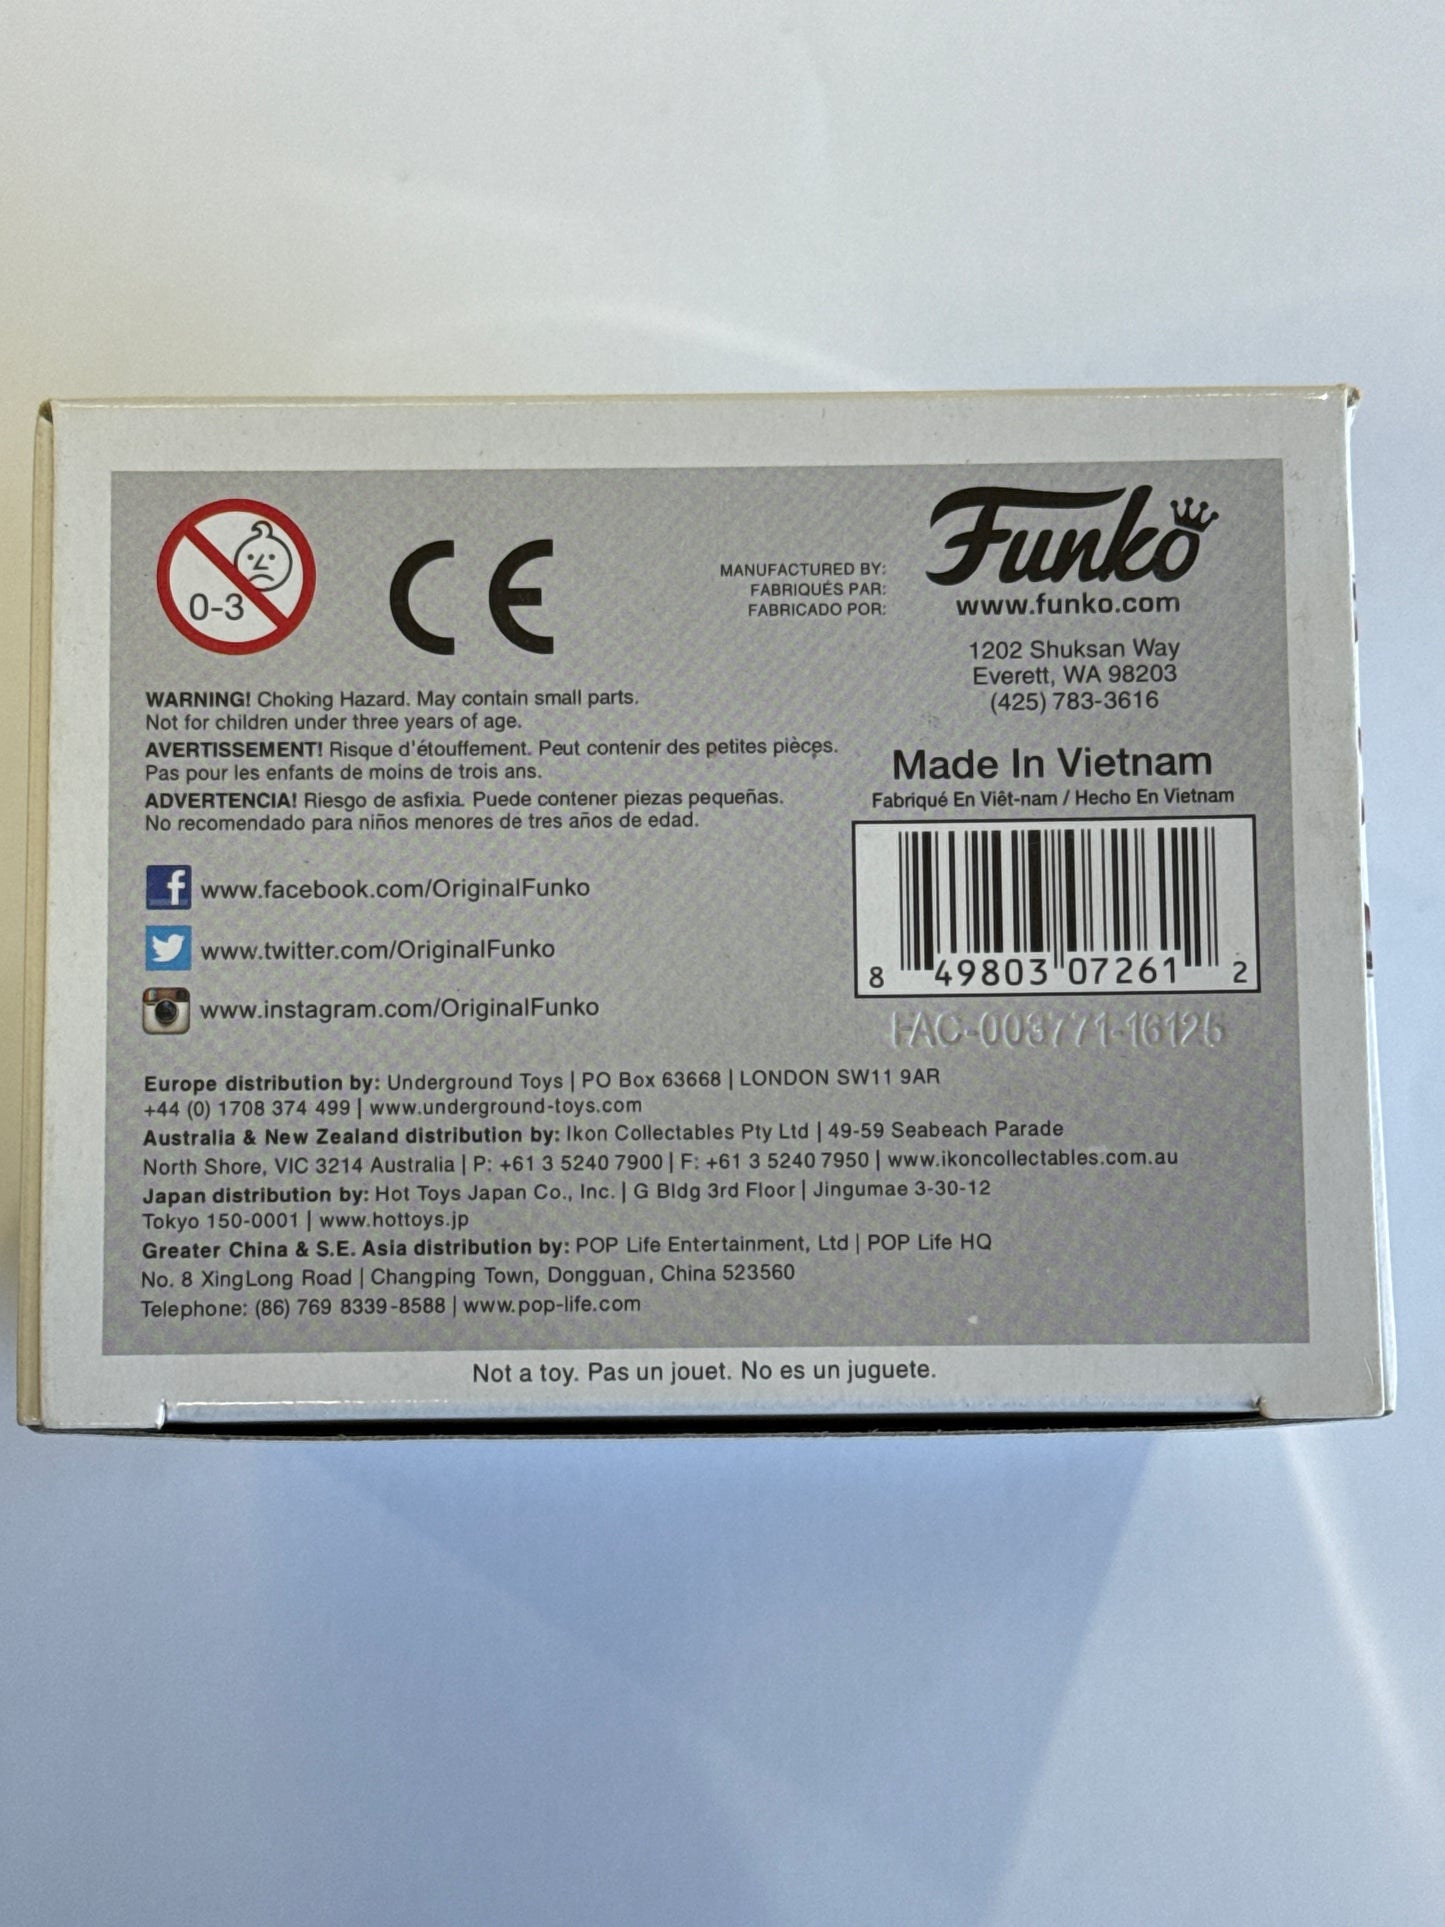 0-3
CE
MANUFACTURED BY:
FABRIQUÉS PAR:
FABRICADO POR:
Funko
www.funko.com
1202 Shuksan Way
Everett, WA 98203
(425) 783-3616
WARNING! Choking Hazard. May contain small parts.
Not for children under three years of age.
AVERTISSEMENT! Risque d'étouffement. Peut contenir des petites pièces.
Pas pour les enfants de moins de trois ans.
ADVERTENCIA! Riesgo de asfixia. Puede contener piezas pequeñas.
No recomendado para niños menores de tres años de edad.
Made In Vietnam
Fabriqué En Viêt-nam / Hecho En Vietnam
8 49803 07261 2
FAC-003771-16125
f www.facebook.com/OriginalFunko
www.twitter.com/OriginalFunko
www.instagram.com/OriginalFunko
Europe distribution by: Underground Toys | PO Box 63668 | LONDON SW11 9AR
+44 (0) 1708 374 499 | www.underground-toys.com
Australia & New Zealand distribution by: Ikon Collectables Pty Ltd | 49-59 Seabeach Parade
North Shore, VIC 3214 Australia | P: +61 3 5240 7900 | F: +61 3 5240 7950 | www.ikoncollectables.com.au
Japan distribution by: Hot Toys Japan Co., Inc. | G Bldg 3rd Floor | Jingumae 3-30-12
Tokyo 150-0001 | www.hottoys.jp
Greater China & S.E. Asia distribution by: POP Life Entertainment, Ltd | POP Life HQ
No. 8 XingLong Road | Changping Town, Dongguan, China 523560
Telephone: (86) 769 8339-8588 | www.pop-life.com
Not a toy. Pas un jouet. No es un juguete.